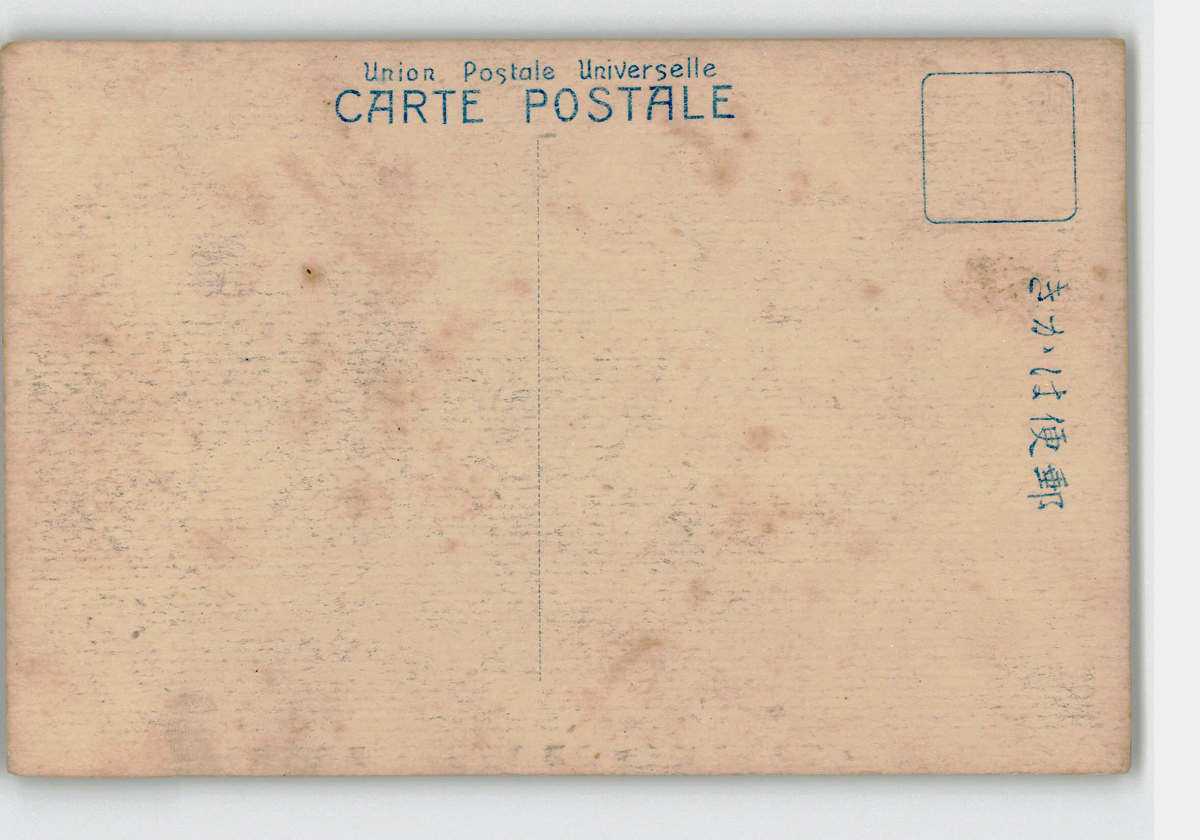 Union Postale Universelle
CARTE POSTALE
郵便はがき